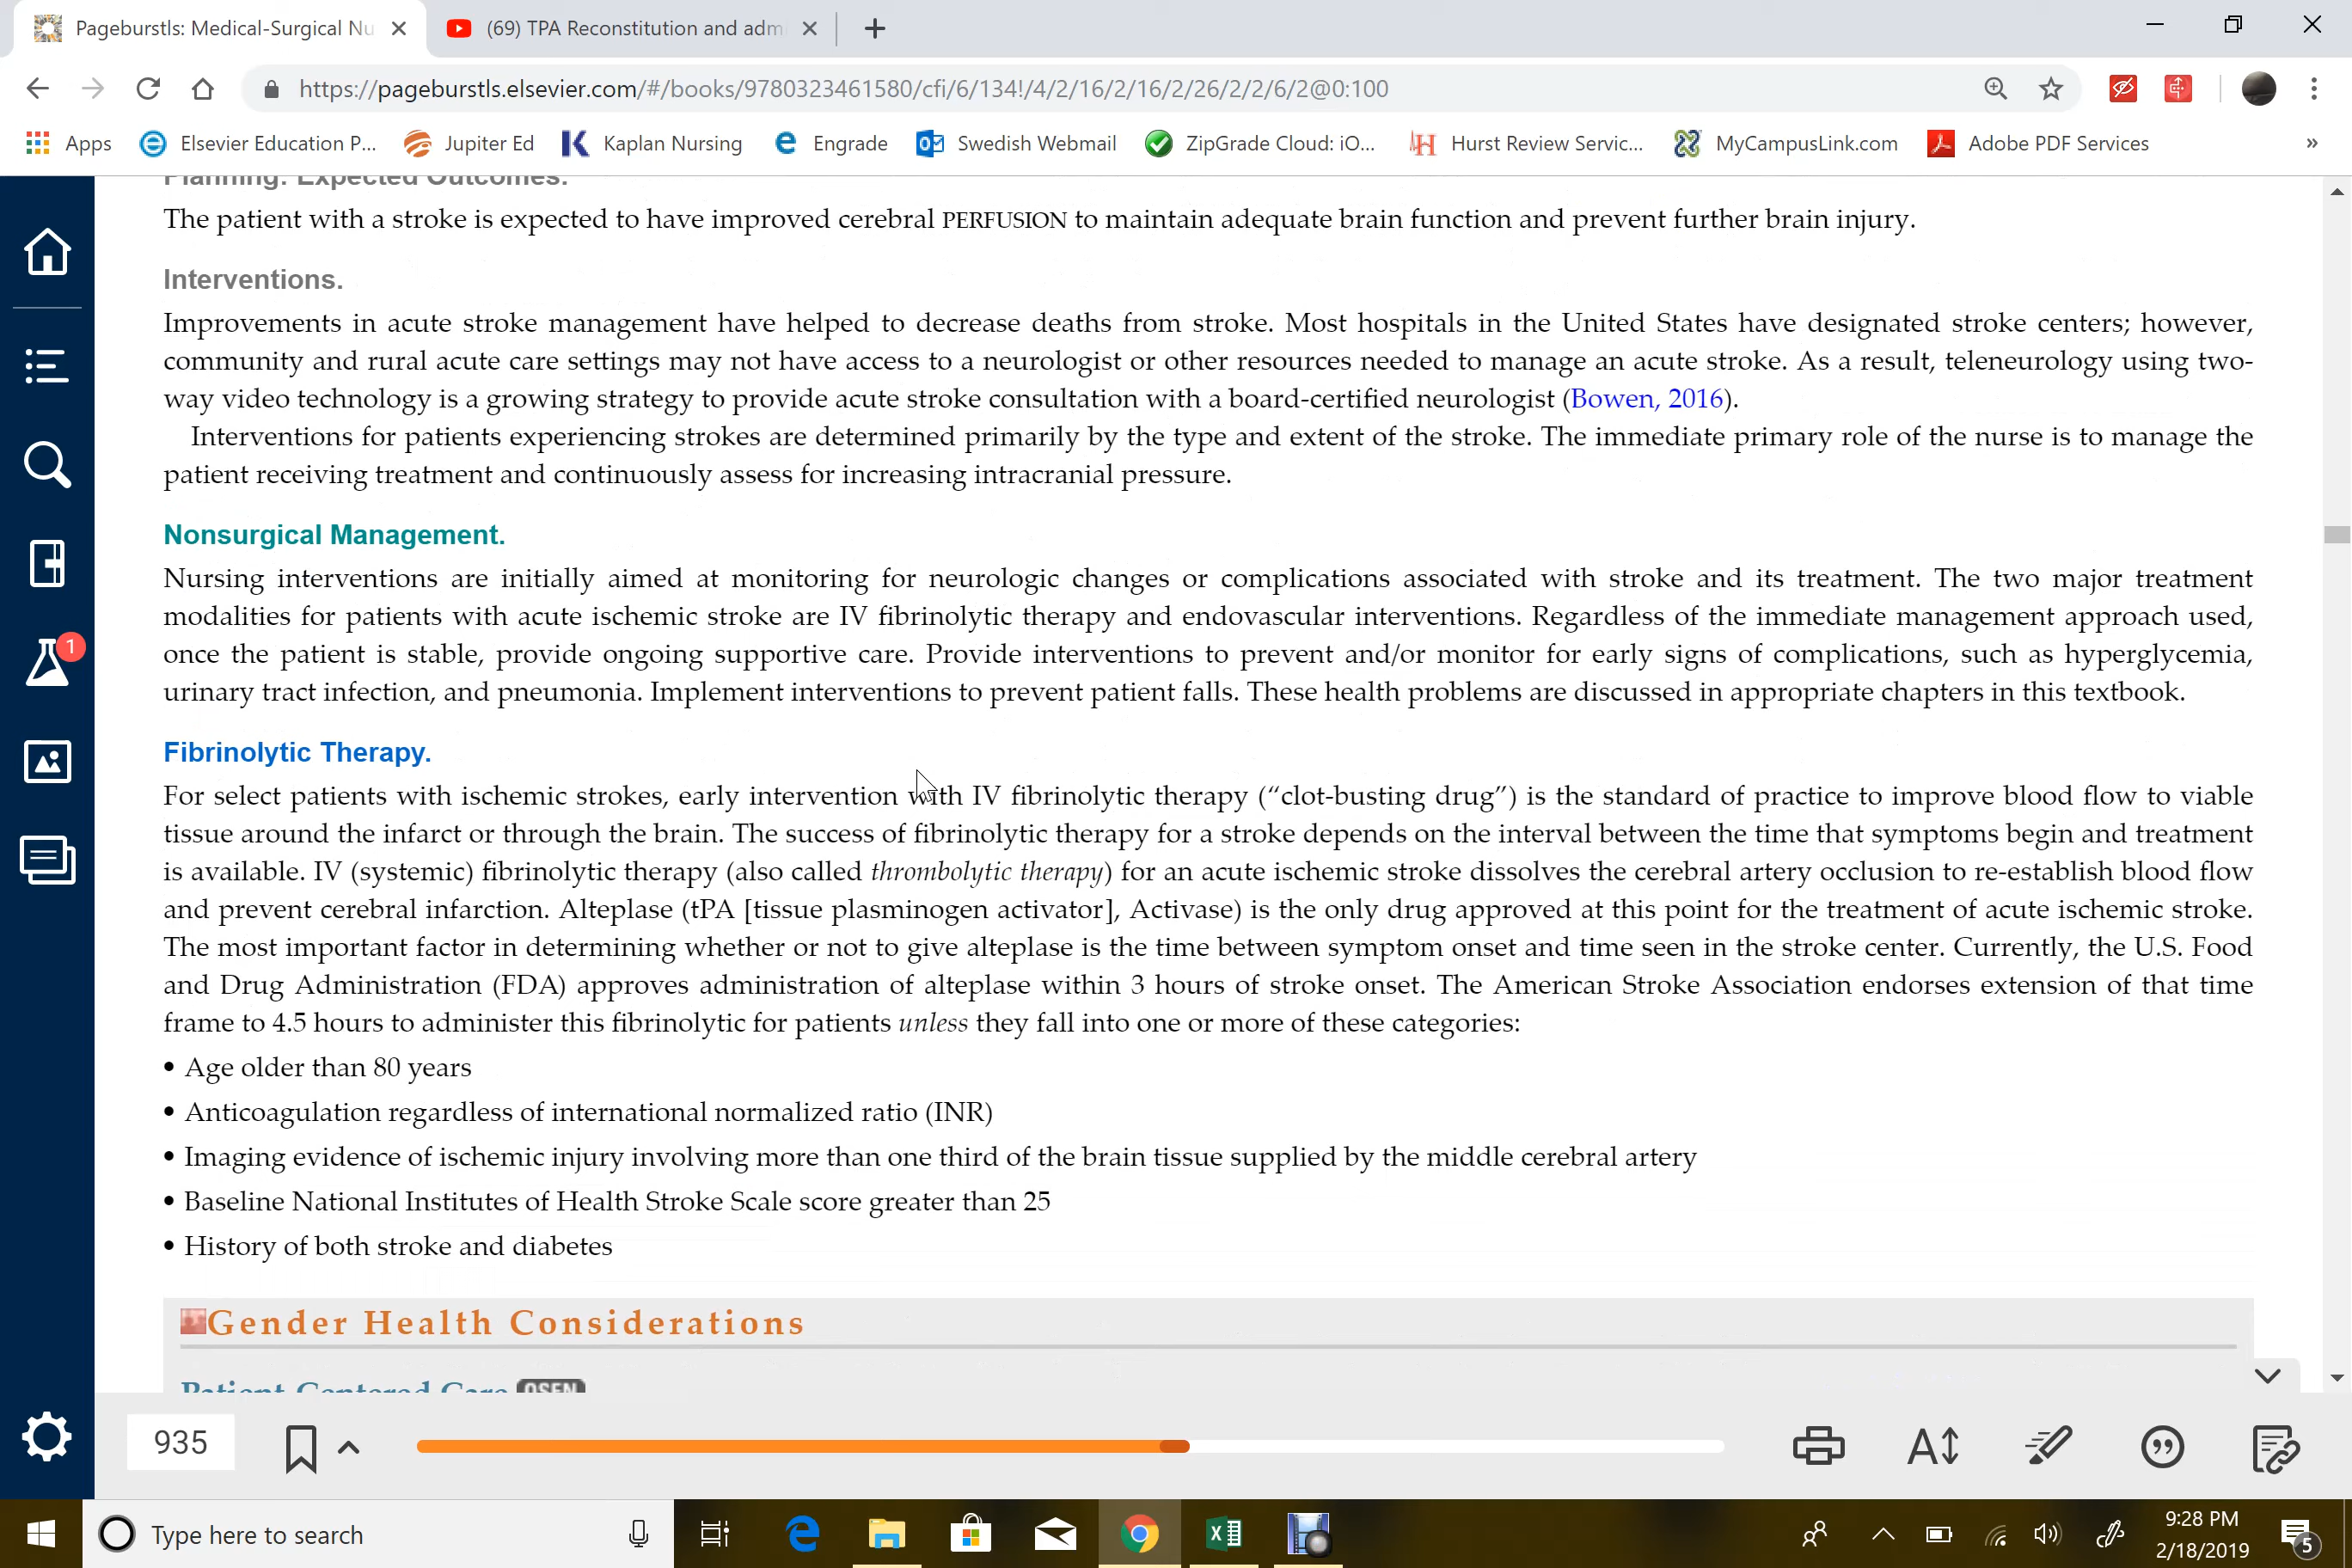 Pageburstls: Medical-Surgical Nu
(69) TPA Reconstitution and adm
https://pageburstls.elsevier.com/#/books/9780323461580/cfi/6/134!/4/2/16/2/16/2/26/2/2/6/2@0:100
Apps Elsevier Education P... Jupiter Ed Kaplan Nursing Engrade Swedish Webmail ZipGrade Cloud: iO... Hurst Review Servic... MyCampusLink.com Adobe PDF Services »
Planning: Expected Outcomes.
The patient with a stroke is expected to have improved cerebral PERFUSION to maintain adequate brain function and prevent further brain injury.
Interventions.
Improvements in acute stroke management have helped to decrease deaths from stroke. Most hospitals in the United States have designated stroke centers; however,
community and rural acute care settings may not have access to a neurologist or other resources needed to manage an acute stroke. As a result, teleneurology using two-
way video technology is a growing strategy to provide acute stroke consultation with a board-certified neurologist (Bowen, 2016).
Interventions for patients experiencing strokes are determined primarily by the type and extent of the stroke. The immediate primary role of the nurse is to manage the
patient receiving treatment and continuously assess for increasing intracranial pressure.
Nonsurgical Management.
Nursing interventions are initially aimed at monitoring for neurologic changes or complications associated with stroke and its treatment. The two major treatment
modalities for patients with acute ischemic stroke are IV fibrinolytic therapy and endovascular interventions. Regardless of the immediate management approach used,
once the patient is stable, provide ongoing supportive care. Provide interventions to prevent and/or monitor for early signs of complications, such as hyperglycemia,
urinary tract infection, and pneumonia. Implement interventions to prevent patient falls. These health problems are discussed in appropriate chapters in this textbook.
1
Fibrinolytic Therapy.
For select patients with ischemic strokes, early intervention with IV fibrinolytic therapy (“clot-busting drug”) is the standard of practice to improve blood flow to viable
tissue around the infarct or through the brain. The success of fibrinolytic therapy for a stroke depends on the interval between the time that symptoms begin and treatment
is available. IV (systemic) fibrinolytic therapy (also called thrombolytic therapy) for an acute ischemic stroke dissolves the cerebral artery occlusion to re-establish blood flow
and prevent cerebral infarction. Alteplase (tPA [tissue plasminogen activator], Activase) is the only drug approved at this point for the treatment of acute ischemic stroke.
The most important factor in determining whether or not to give alteplase is the time between symptom onset and time seen in the stroke center. Currently, the U.S. Food
and Drug Administration (FDA) approves administration of alteplase within 3 hours of stroke onset. The American Stroke Association endorses extension of that time
frame to 4.5 hours to administer this fibrinolytic for patients unless they fall into one or more of these categories:
• Age older than 80 years
• Anticoagulation regardless of international normalized ratio (INR)
• Imaging evidence of ischemic injury involving more than one third of the brain tissue supplied by the middle cerebral artery
• Baseline National Institutes of Health Stroke Scale score greater than 25
• History of both stroke and diabetes
Gender Health Considerations
Patient-Centered Care QSEN
935
Type here to search
9:28 PM
2/18/2019
5